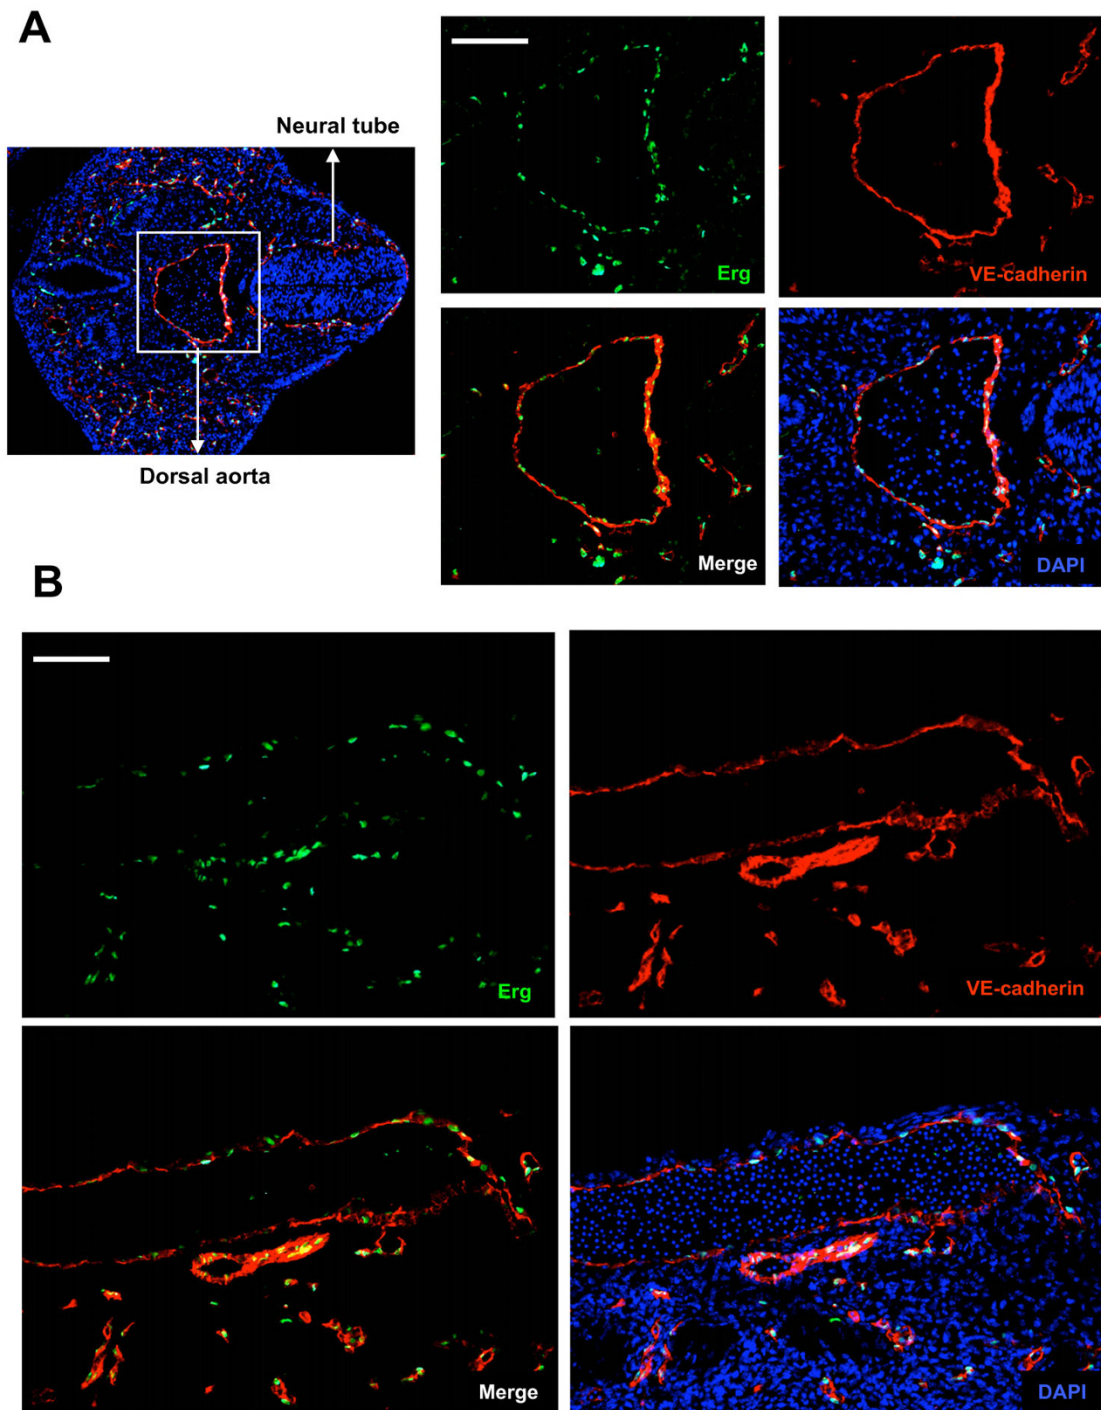 A
Neural tube
Dorsal aorta
Erg
VE-cadherin
Merge
DAPI
B
Erg
VE-cadherin
Merge
DAPI